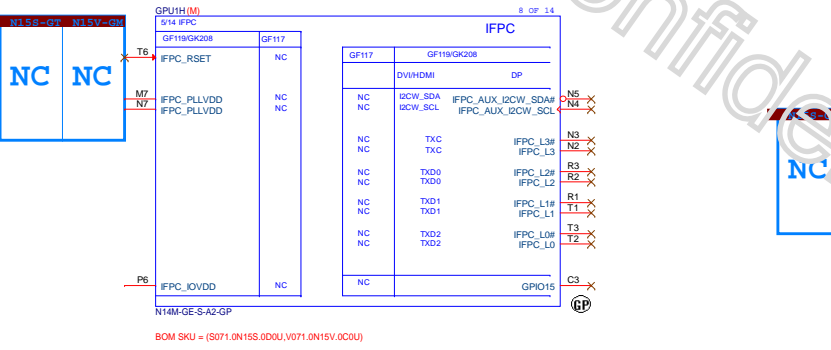 GPU1H(M)
8 OF 14
5/14 IFPC
IFPC
N15S-GT N15V-GM
NC NC
GF119/GK208 GF117
GF117 GF119/GK208
DVI/HDMI DP
T6 IFPC_RSET NC
M7 IFPC_PLLVDD NC
N7 IFPC_PLLVDD NC
P6 IFPC_IOVDD NC
NC I2CW_SDA IFPC_AUX_I2CW_SDA# N5
NC I2CW_SCL IFPC_AUX_I2CW_SCL N4
NC TXC IFPC_L3# N3
NC TXC IFPC_L3 N2
NC TXD0 IFPC_L2# R3
NC TXD0 IFPC_L2 R2
NC TXD1 IFPC_L1# R1
NC TXD1 IFPC_L1 T1
NC TXD2 IFPC_L0# T3
NC TXD2 IFPC_L0 T2
NC GPIO15 C3
GP
N14M-GE-S-A2-GP
BOM SKU = (S071.0N15S.0D0U,V071.0N15V.0C0U)
NC